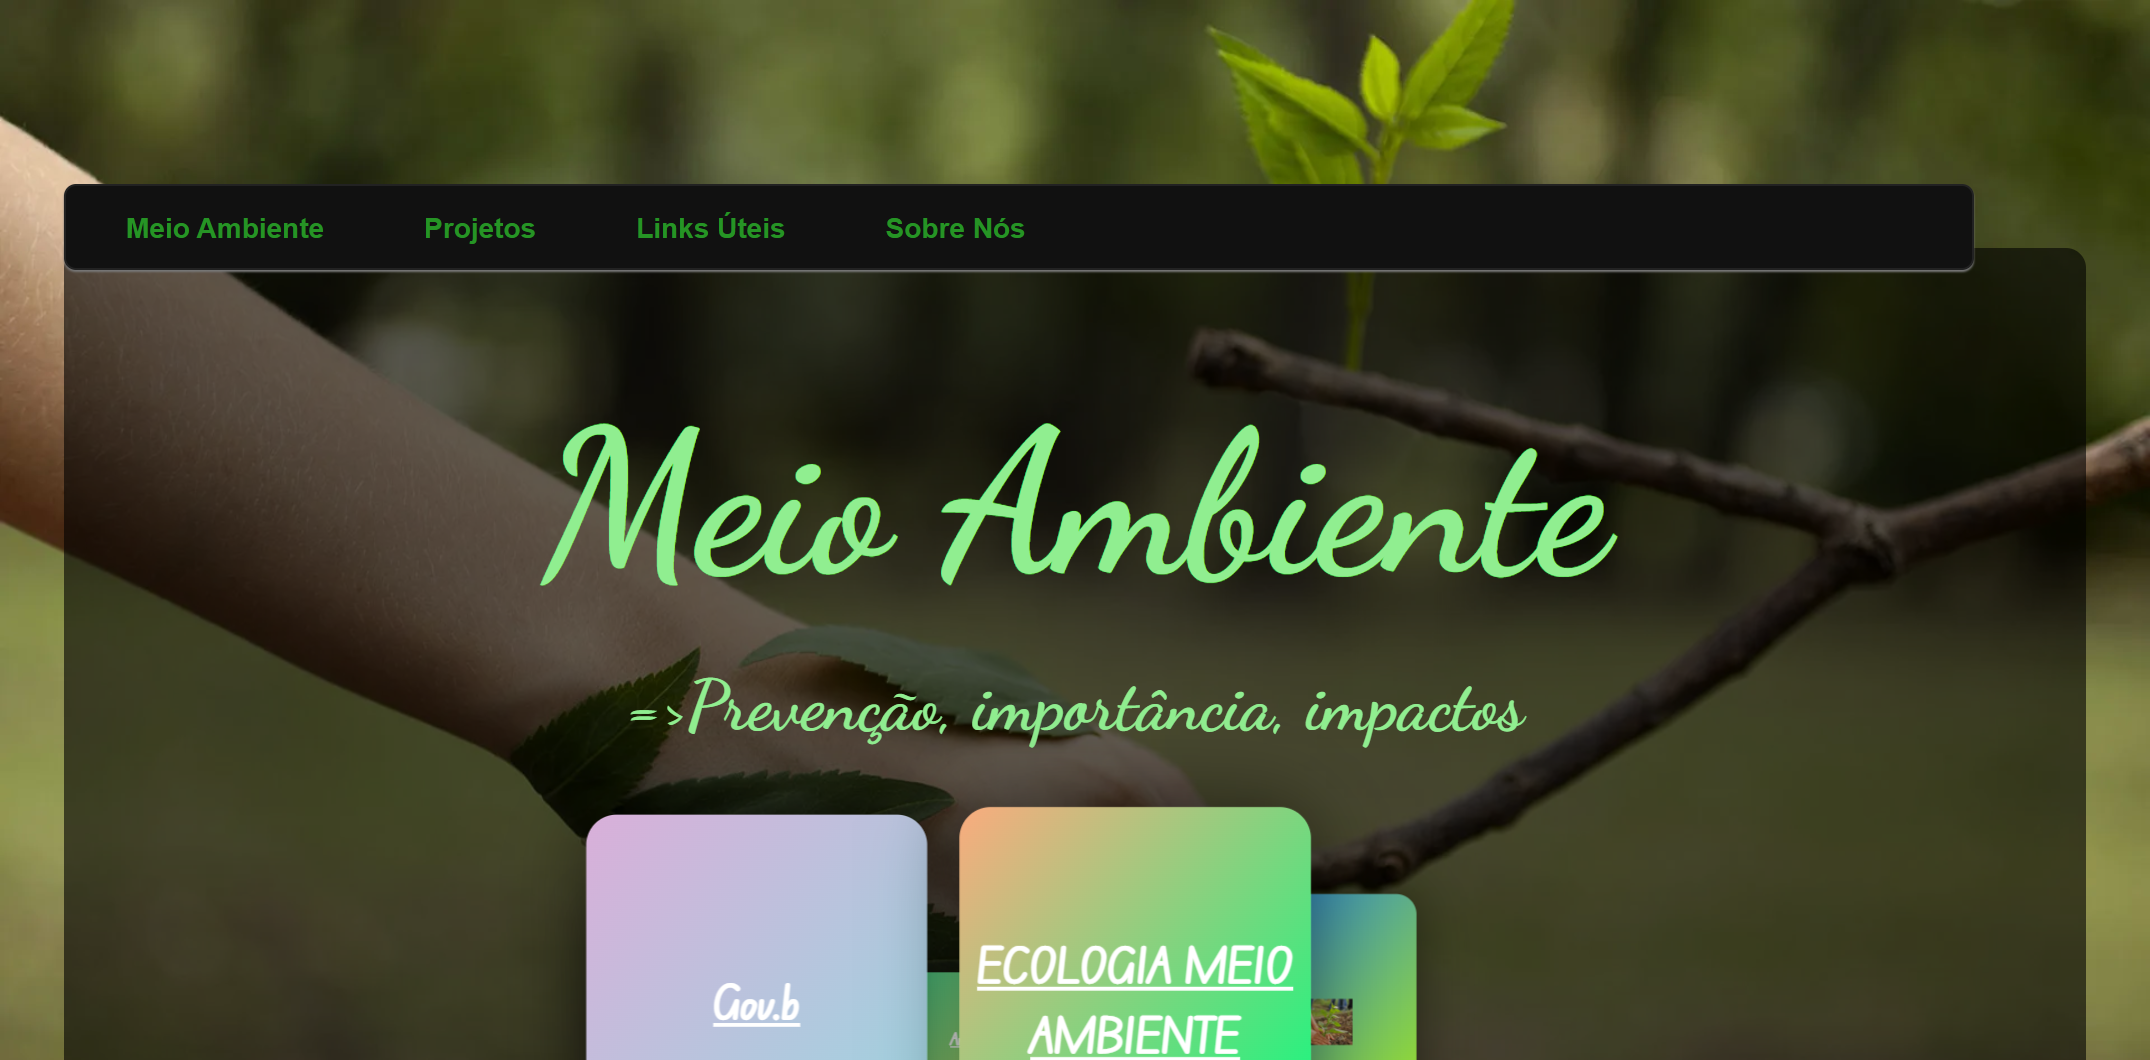 Meio Ambiente
Projetos
Links Úteis
Sobre Nós
Meio Ambiente
=>Prevenção, importância, impactos
Gov.b
ECOLOGIA MEIO
AMBIENTE